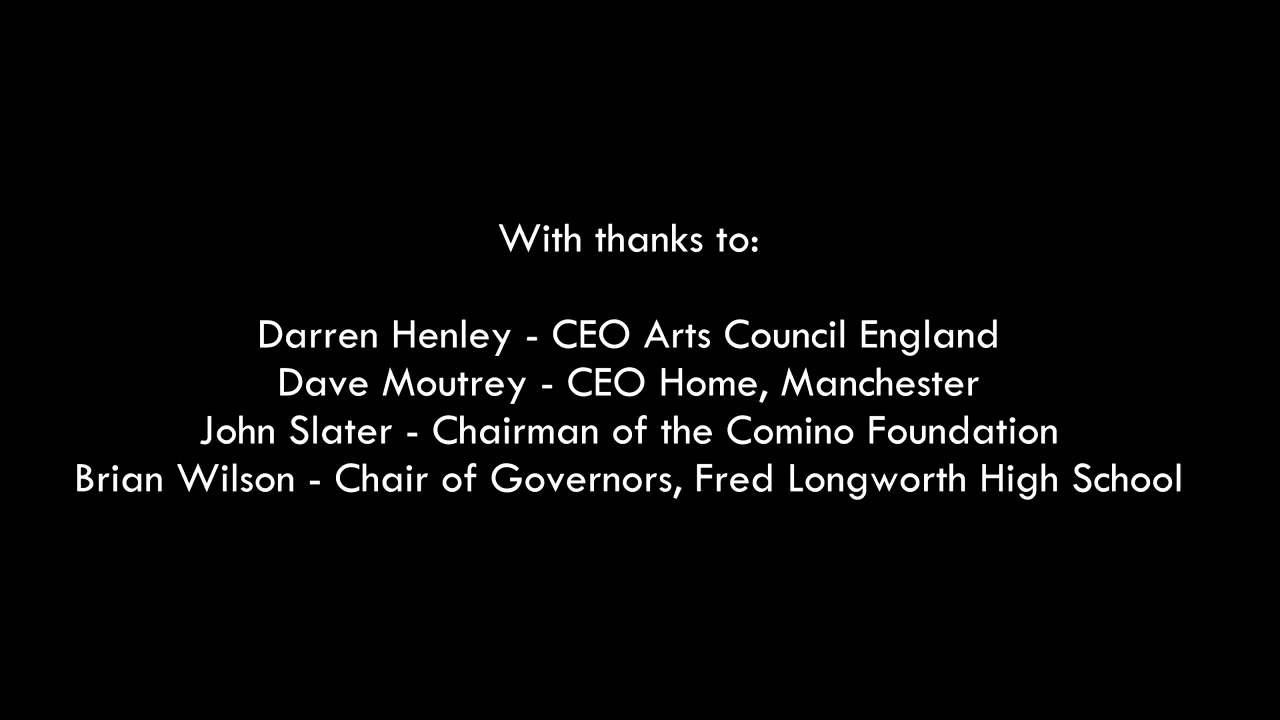 With thanks to:
Darren Henley - CEO Arts Council England
Dave Moutrey - CEO Home, Manchester
John Slater - Chairman of the Comino Foundation
Brian Wilson - Chair of Governors, Fred Longworth High School